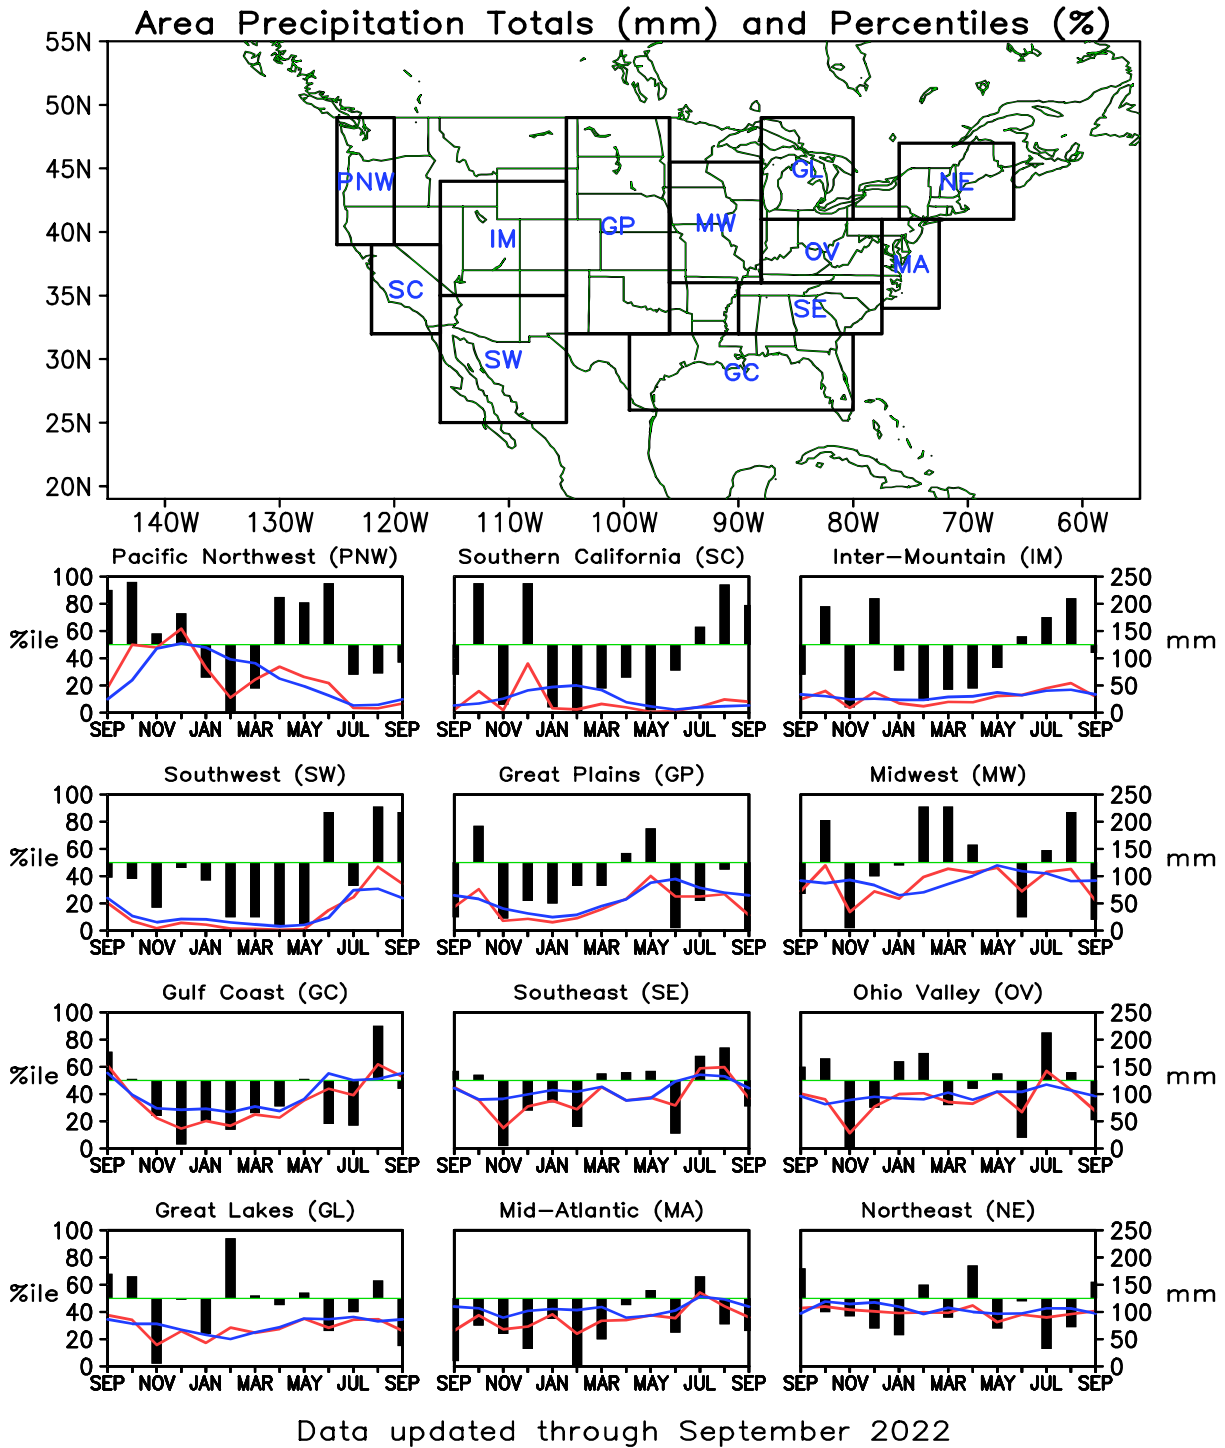 Area Precipitation Totals (mm) and Percentiles (%)
55N
50N
45N
40N
35N
30N
25N
20N
PNW
IM
GP
MW
GL
NE
OV
MA
SC
SE
SW
GC
140W 130W 120W 110W 100W 90W 80W 70W 60W
Pacific Northwest (PNW) Southern California (SC) Inter-Mountain (IM)
100 250
80 200
60 150
%ile mm
40 100
20 50
0 0
SEP NOV JAN MAR MAY JUL SEP SEP NOV JAN MAR MAY JUL SEP SEP NOV JAN MAR MAY JUL SEP
Southwest (SW) Great Plains (GP) Midwest (MW)
100 250
80 200
60 150
%ile mm
40 100
20 50
0 0
SEP NOV JAN MAR MAY JUL SEP SEP NOV JAN MAR MAY JUL SEP SEP NOV JAN MAR MAY JUL SEP
Gulf Coast (GC) Southeast (SE) Ohio Valley (OV)
100 250
80 200
60 150
%ile mm
40 100
20 50
0 0
SEP NOV JAN MAR MAY JUL SEP SEP NOV JAN MAR MAY JUL SEP SEP NOV JAN MAR MAY JUL SEP
Great Lakes (GL) Mid-Atlantic (MA) Northeast (NE)
100 250
80 200
60 150
%ile mm
40 100
20 50
0 0
SEP NOV JAN MAR MAY JUL SEP SEP NOV JAN MAR MAY JUL SEP SEP NOV JAN MAR MAY JUL SEP
Data updated through September 2022